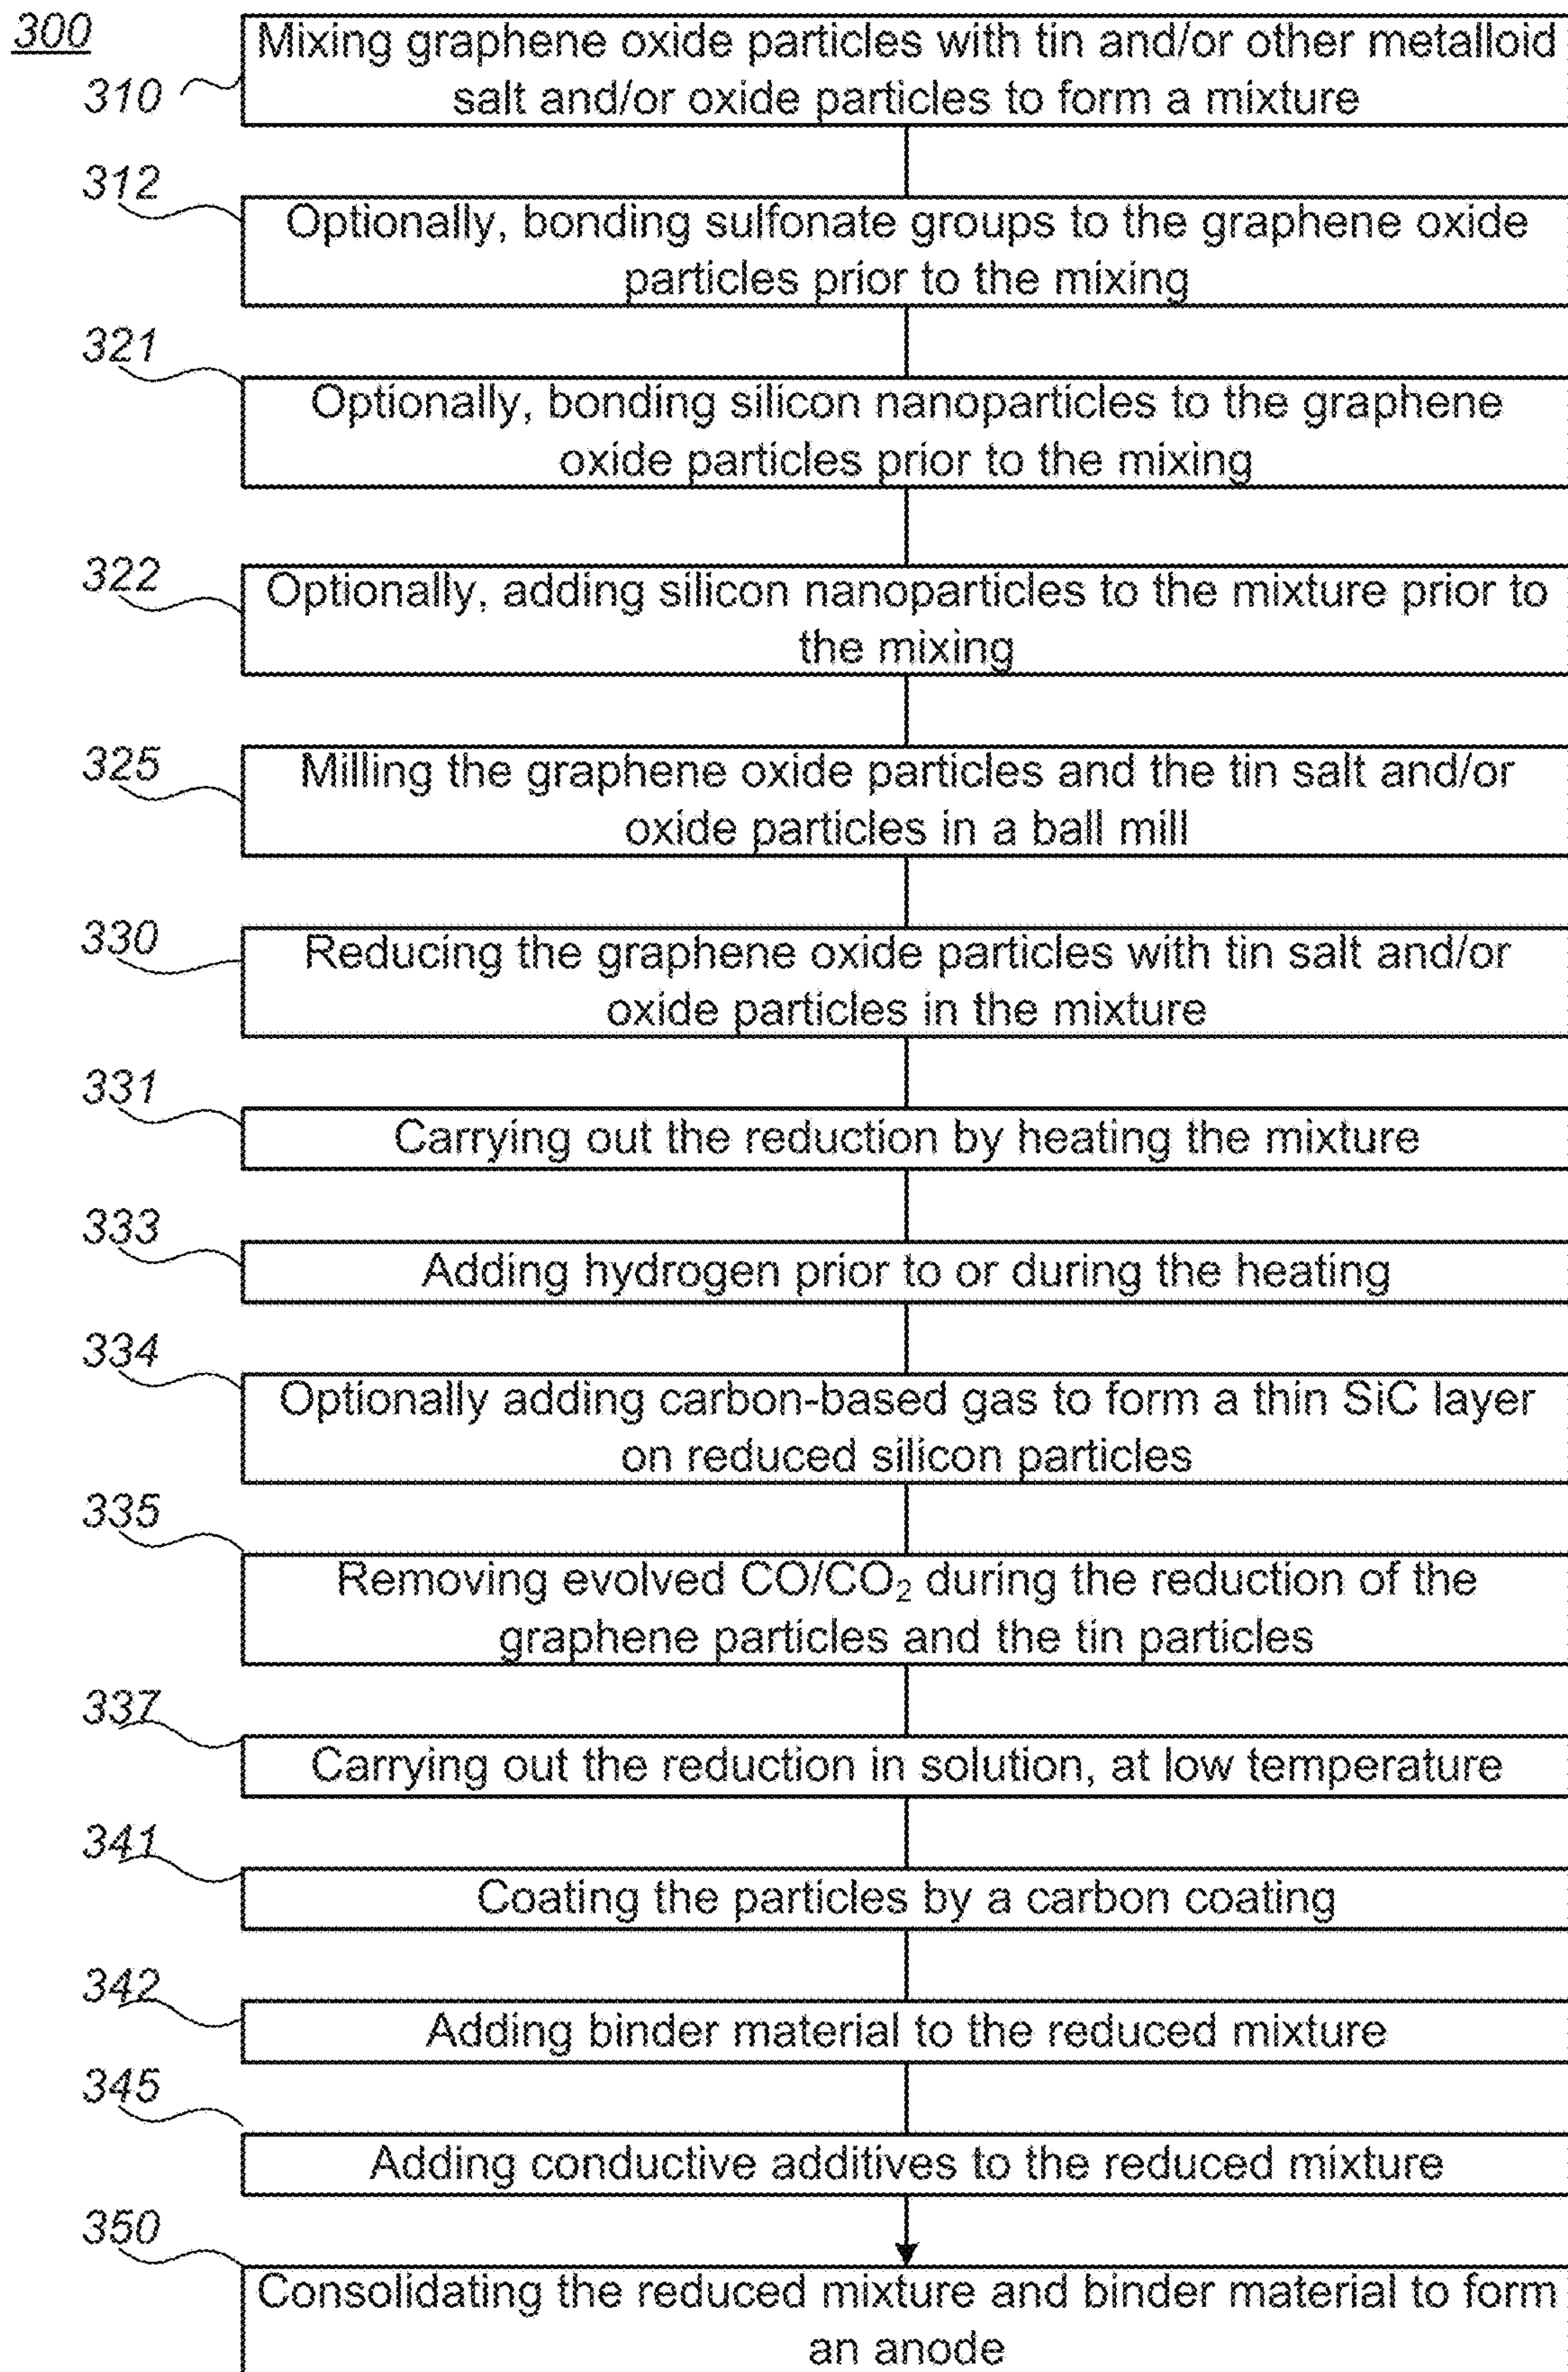 300
310
Mixing graphene oxide particles with tin and/or other metalloid
salt and/or oxide particles to form a mixture
312
Optionally, bonding sulfonate groups to the graphene oxide
particles prior to the mixing
321
Optionally, bonding silicon nanoparticles to the graphene
oxide particles prior to the mixing
322
Optionally, adding silicon nanoparticles to the mixture prior to
the mixing
325
Milling the graphene oxide particles and the tin salt and/or
oxide particles in a ball mill
330
Reducing the graphene oxide particles with tin salt and/or
oxide particles in the mixture
331
Carrying out the reduction by heating the mixture
333
Adding hydrogen prior to or during the heating
334
Optionally adding carbon-based gas to form a thin SiC layer
on reduced silicon particles
335
Removing evolved CO/CO₂ during the reduction of the
graphene particles and the tin particles
337
Carrying out the reduction in solution, at low temperature
341
Coating the particles by a carbon coating
342
Adding binder material to the reduced mixture
345
Adding conductive additives to the reduced mixture
350
Consolidating the reduced mixture and binder material to form
an anode